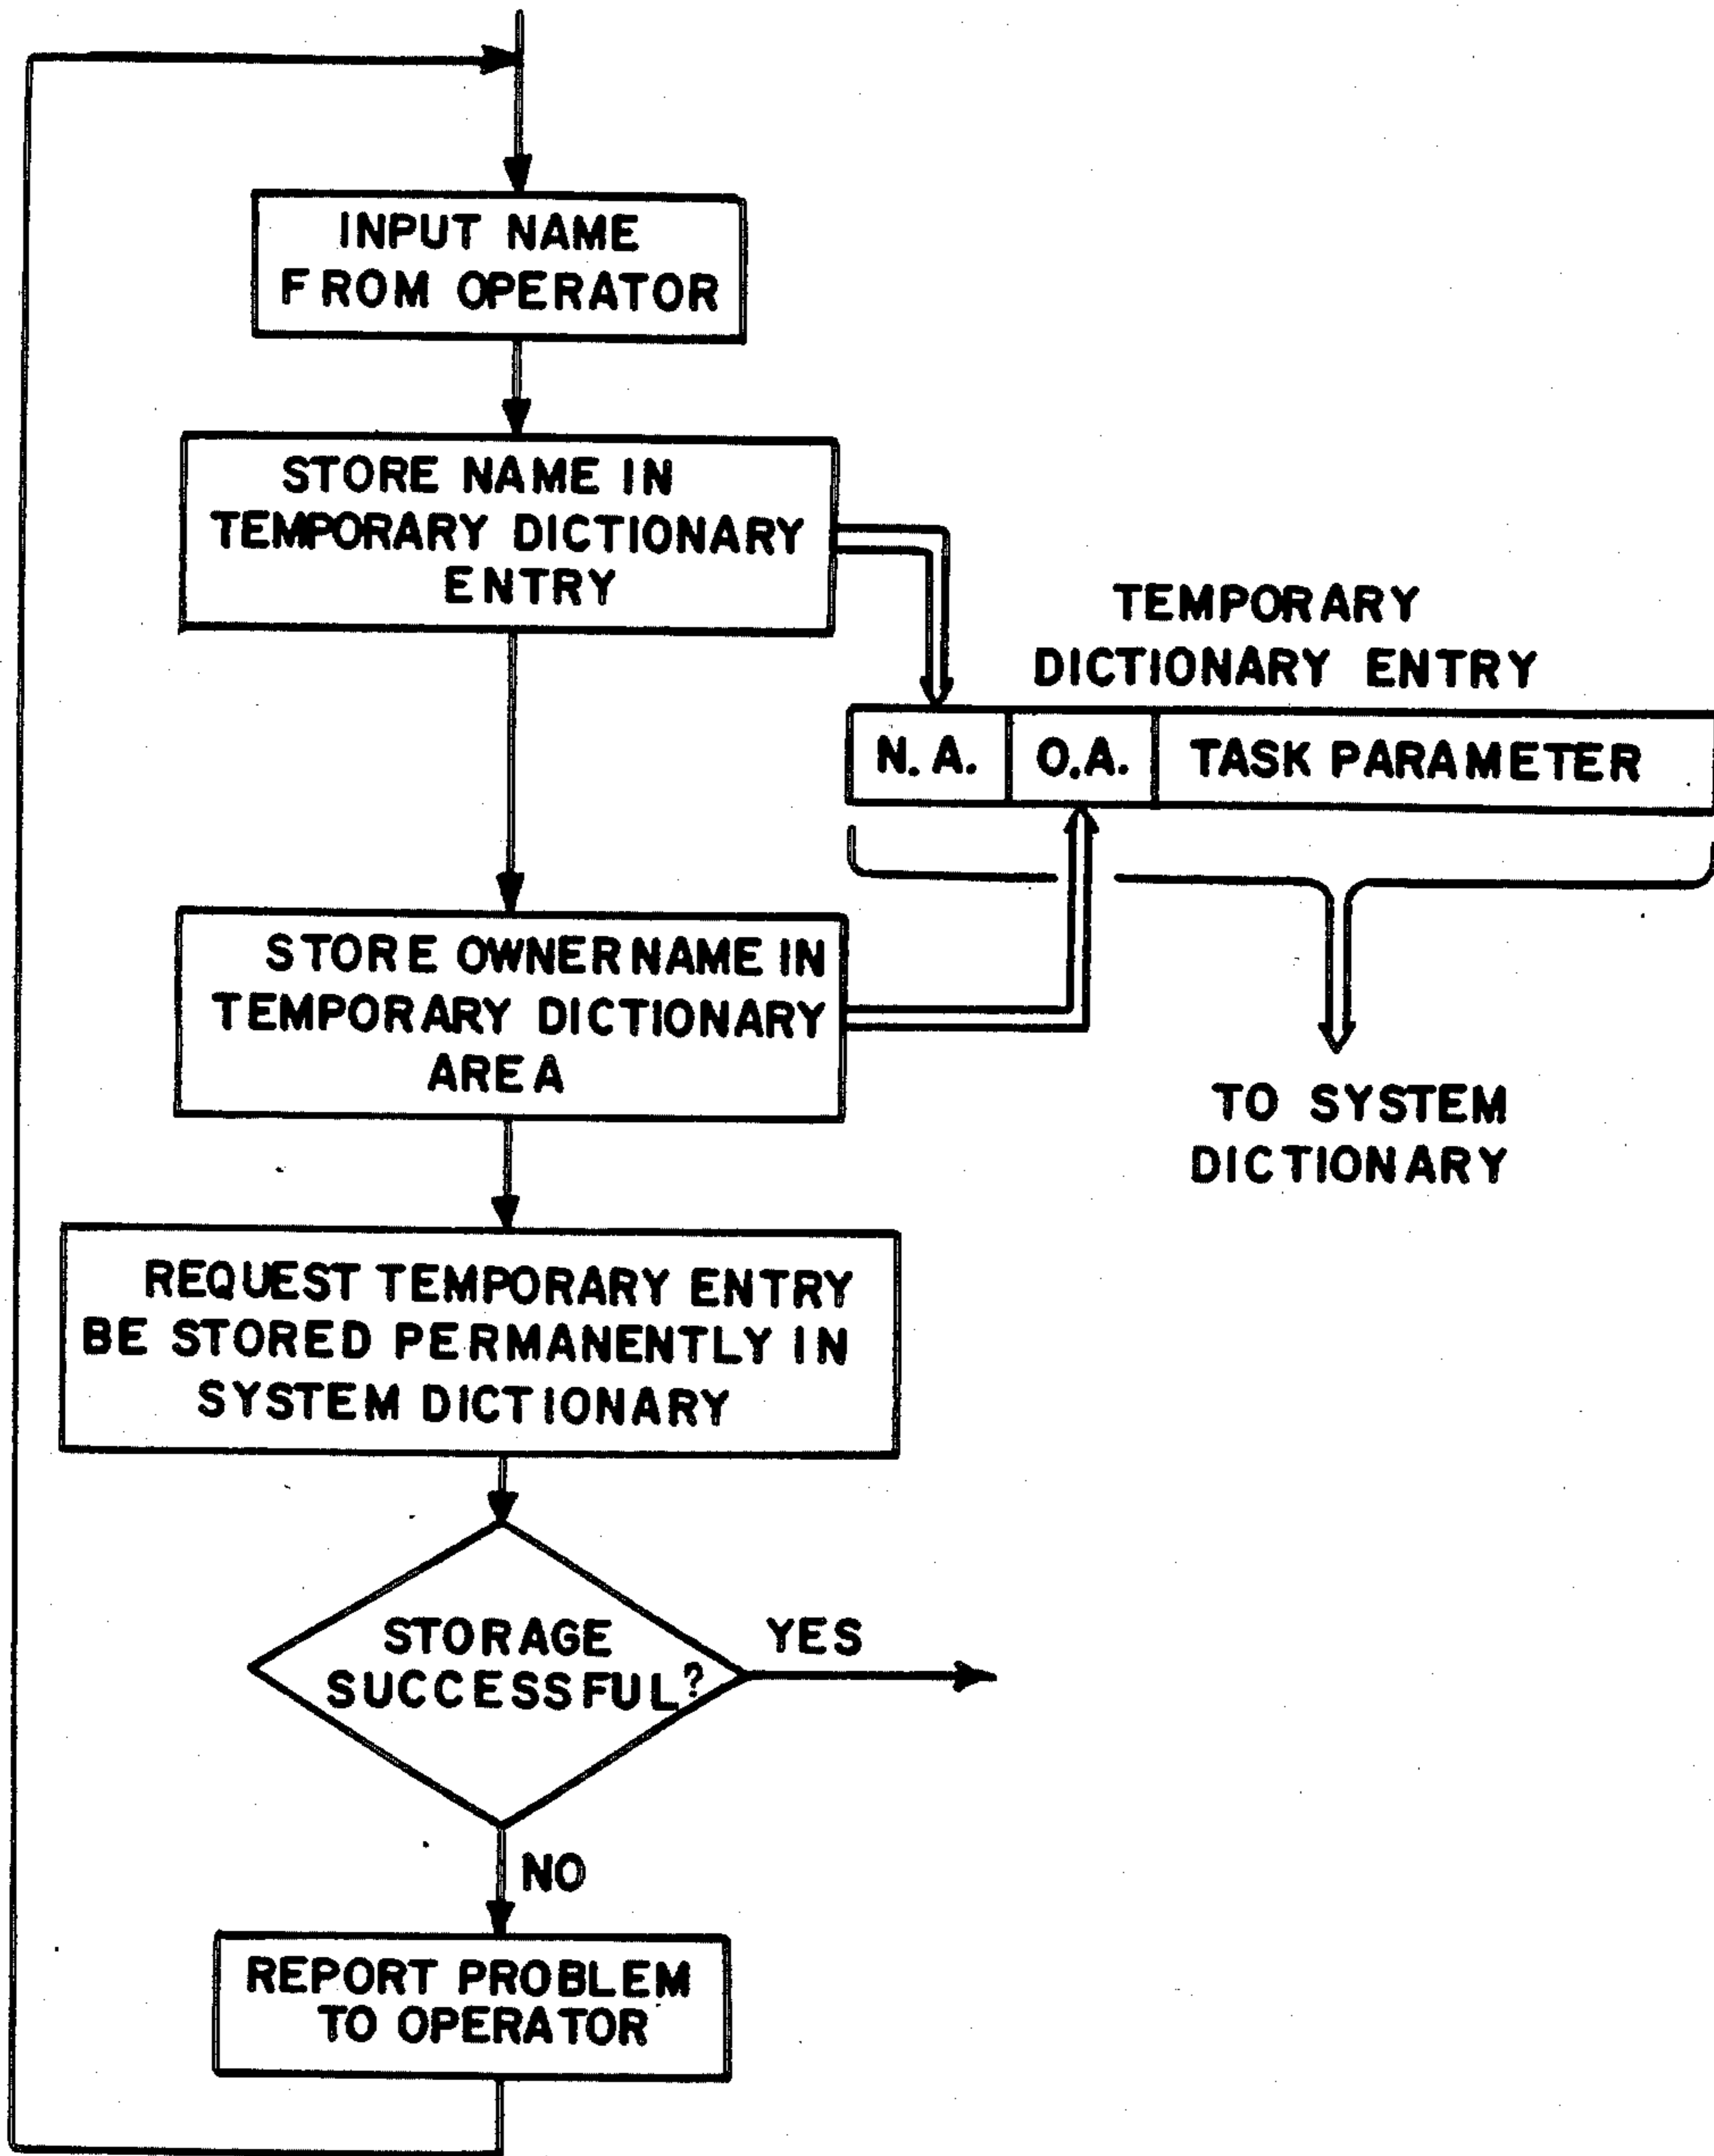 INPUT NAME
FROM OPERATOR
STORE NAME IN
TEMPORARY DICTIONARY
ENTRY
TEMPORARY
DICTIONARY ENTRY
N.A.
O.A.
TASK PARAMETER
STORE OWNERNAME IN
TEMPORARY DICTIONARY
AREA
TO SYSTEM
DICTIONARY
REQUEST TEMPORARY ENTRY
BE STORED PERMANENTLY IN
SYSTEM DICTIONARY
STORAGE
SUCCESSFUL?
YES
NO
REPORT PROBLEM
TO OPERATOR